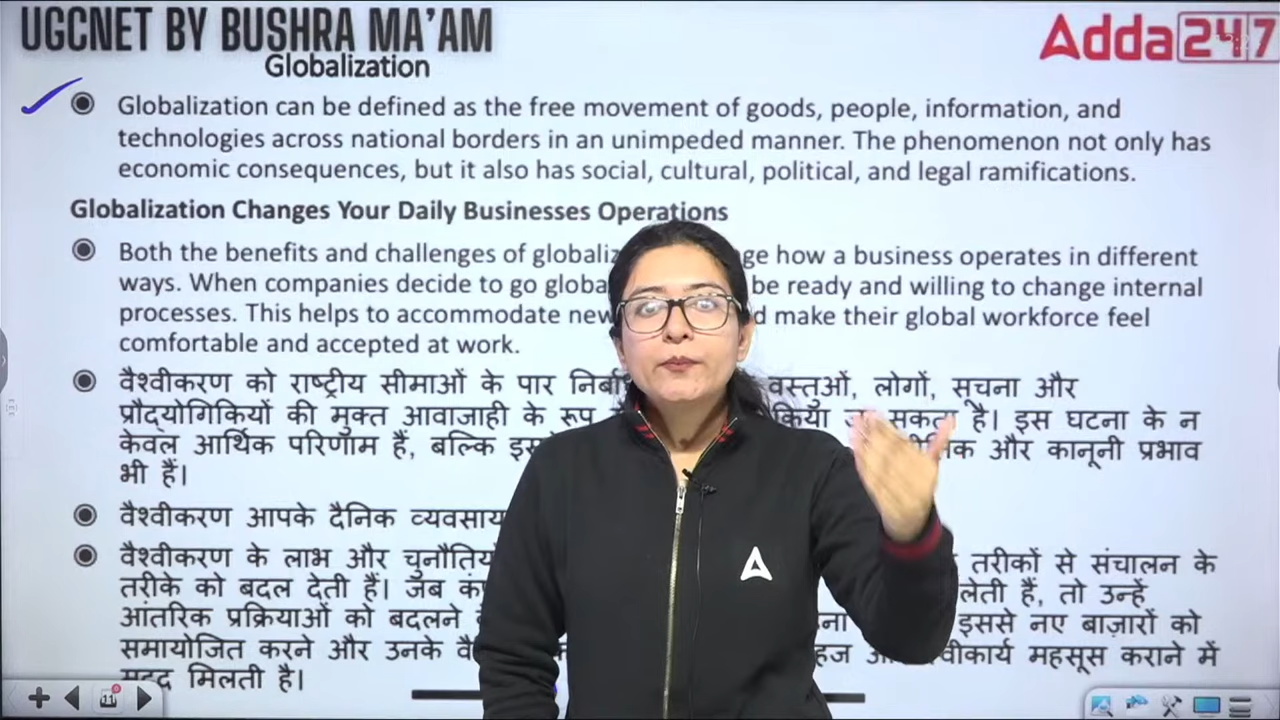 UGCNET BY BUSHRA MA'AM
Adda 247
Globalization
Globalization can be defined as the free movement of goods, people, information, and
technologies across national borders in an unimpeded manner. The phenomenon not only has
economic consequences, but it also has social, cultural, political, and legal ramifications.
Globalization Changes Your Daily Businesses Operations
Both the benefits and challenges of globaliz ge how a business operates in different
ways. When companies decide to go globa be ready and willing to change internal
processes. This helps to accommodate new d make their global workforce feel
comfortable and accepted at work.
वैश्वीकरण को राष्ट्रीय सीमाओं के पार वस्तुओं, लोगों, सूचना और
प्रौद्योगिकियों की मुक्त आवाजाही के रूप किया सकता है। इस घटना के न
केवल आर्थिक परिणाम हैं, बल्कि और कानूनी प्रभाव
भी हैं।
वैश्वीकरण आपके दैनिक व्यवसाय
वैश्वीकरण के लाभ और तरीकों से संचालन के
तरीके को बदल देती हैं। जब लेती हैं, तो उन्हें
आंतरिक प्रक्रियाओं को बदलने इससे नए बाज़ारों को
समायोजित करने और उनके महसूस कराने में
मदद मिलती है।
11